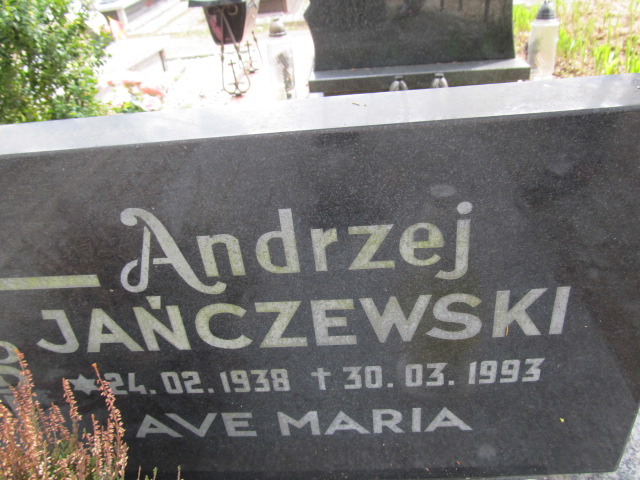 Andrzej
JAŃCZEWSKI
* 24. 02. 1938 † 30. 03. 1993
AVE MARIA